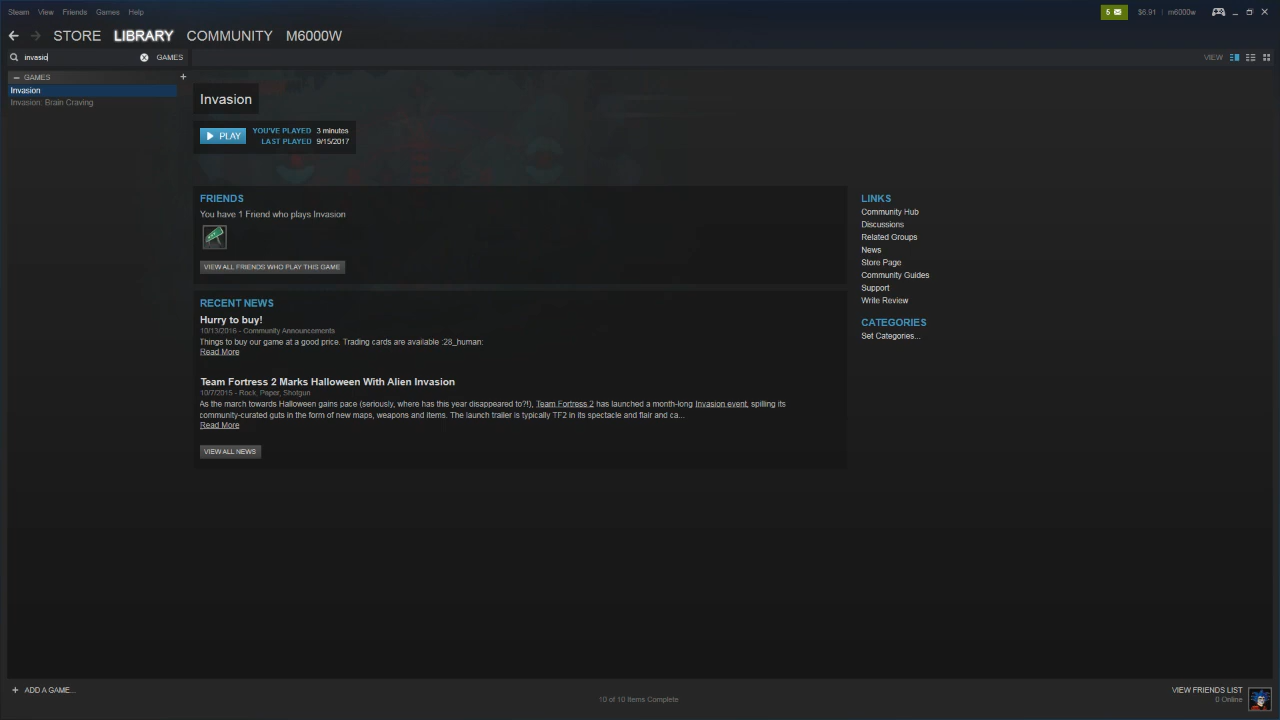 Steam View Friends Games Help
5 $6.91 m6000w
STORE LIBRARY COMMUNITY M6000W
invasio GAMES
VIEW
GAMES +
Invasion
Invasion: Brain Craving
Invasion
PLAY
YOU'VE PLAYED 3 minutes
LAST PLAYED 9/15/2017
FRIENDS
You have 1 Friend who plays Invasion
VIEW ALL FRIENDS WHO PLAY THIS GAME
RECENT NEWS
Hurry to buy!
10/13/2016 - Community Announcements
Things to buy our game at a good price. Trading cards are available :28_human:
Read More
Team Fortress 2 Marks Halloween With Alien Invasion
10/7/2015 - Rock, Paper, Shotgun
As the march towards Halloween gains pace (seriously, where has this year disappeared to?!), Team Fortress 2 has launched a month-long Invasion event, spilling its
community-curated guts in the form of new maps, weapons and items. The launch trailer is typically TF2 in its spectacle and flair and ca...
Read More
VIEW ALL NEWS
LINKS
Community Hub
Discussions
Related Groups
News
Store Page
Community Guides
Support
Write Review
CATEGORIES
Set Categories...
+ ADD A GAME...
10 of 10 Items Complete
VIEW FRIENDS LIST
0 Online